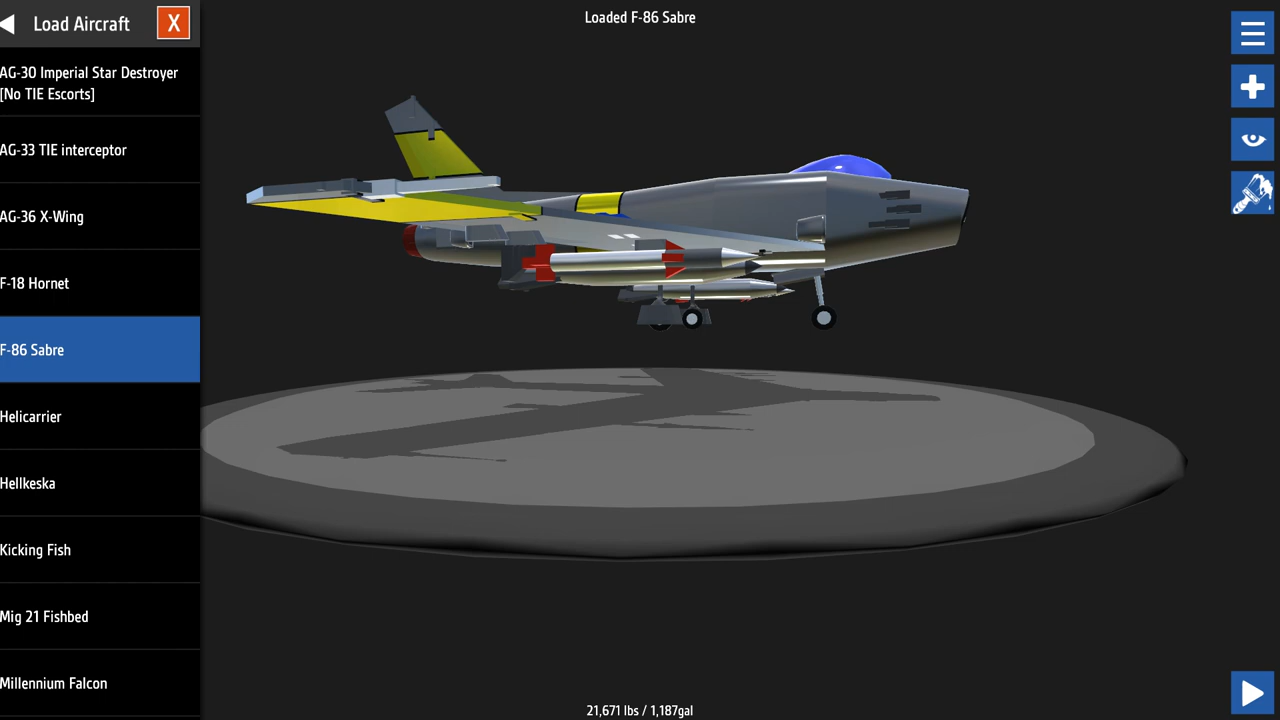 Load Aircraft
X
Loaded F-86 Sabre
AG-30 Imperial Star Destroyer
[No TIE Escorts]
AG-33 TIE interceptor
AG-36 X-Wing
F-18 Hornet
F-86 Sabre
Helicarrier
Hellkeska
Kicking Fish
Mig 21 Fishbed
Millennium Falcon
21,671 lbs / 1,187gal